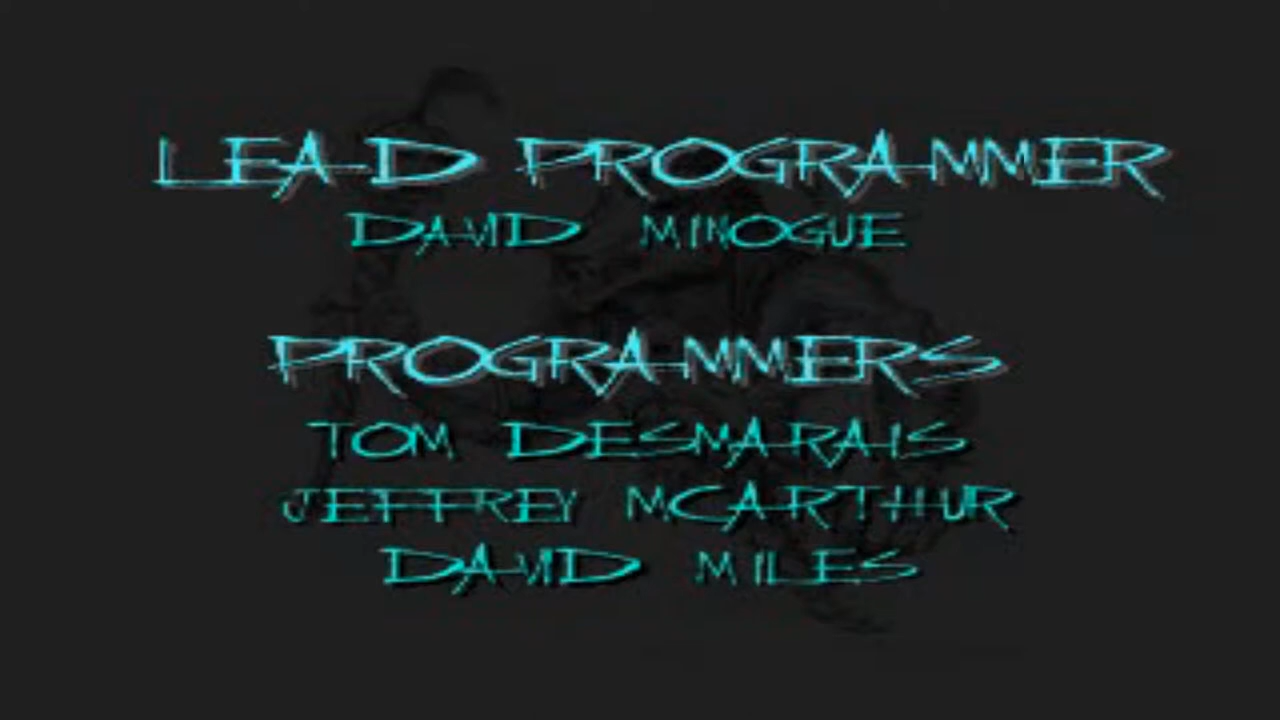 LEAD PROGRAMMER
DAVID MINOGUE
PROGRAMMERS
TOM DESMARAIS
JEFFREY MCARTHUR
DAVID MILES